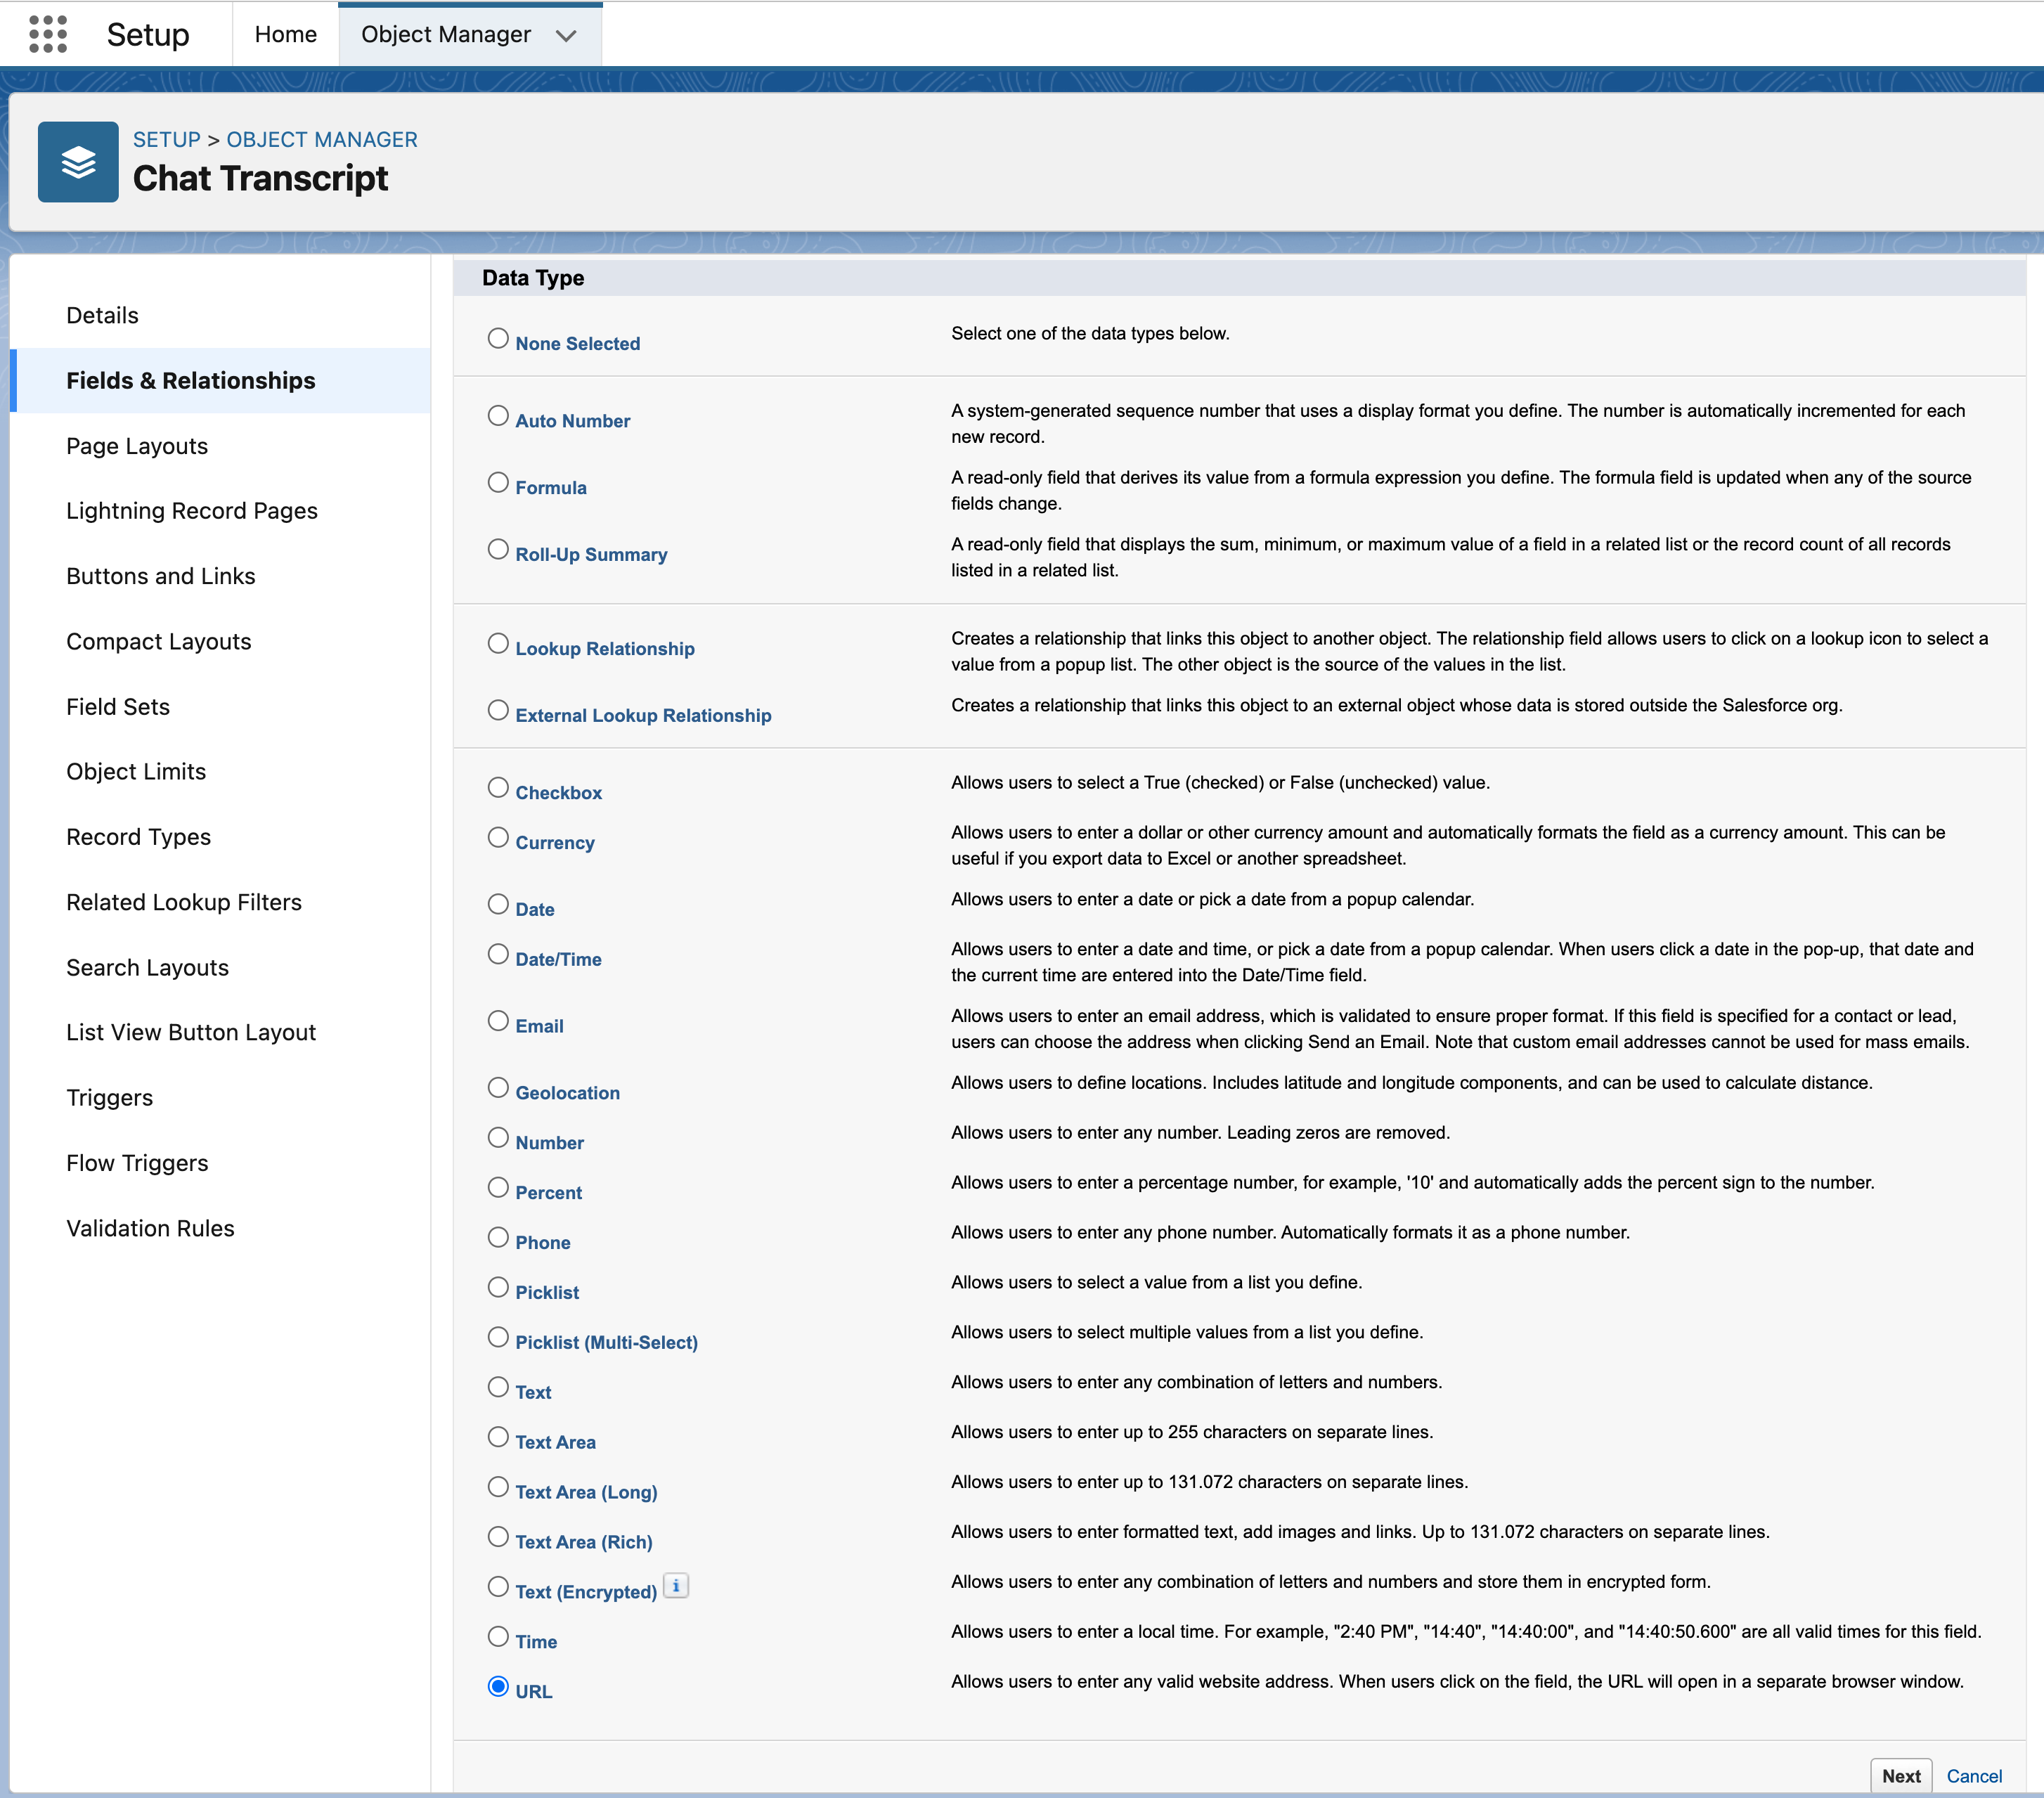 Setup
Home
Object Manager
SETUP > OBJECT MANAGER
Chat Transcript
Details
Fields & Relationships
Page Layouts
Lightning Record Pages
Buttons and Links
Compact Layouts
Field Sets
Object Limits
Record Types
Related Lookup Filters
Search Layouts
List View Button Layout
Triggers
Flow Triggers
Validation Rules
Data Type
None Selected
Select one of the data types below.
Auto Number
A system-generated sequence number that uses a display format you define. The number is automatically incremented for each
new record.
Formula
A read-only field that derives its value from a formula expression you define. The formula field is updated when any of the source
fields change.
Roll-Up Summary
A read-only field that displays the sum, minimum, or maximum value of a field in a related list or the record count of all records
listed in a related list.
Lookup Relationship
Creates a relationship that links this object to another object. The relationship field allows users to click on a lookup icon to select a
value from a popup list. The other object is the source of the values in the list.
External Lookup Relationship
Creates a relationship that links this object to an external object whose data is stored outside the Salesforce org.
Checkbox
Allows users to select a True (checked) or False (unchecked) value.
Currency
Allows users to enter a dollar or other currency amount and automatically formats the field as a currency amount. This can be
useful if you export data to Excel or another spreadsheet.
Date
Allows users to enter a date or pick a date from a popup calendar.
Date/Time
Allows users to enter a date and time, or pick a date from a popup calendar. When users click a date in the pop-up, that date and
the current time are entered into the Date/Time field.
Email
Allows users to enter an email address, which is validated to ensure proper format. If this field is specified for a contact or lead,
users can choose the address when clicking Send an Email. Note that custom email addresses cannot be used for mass emails.
Geolocation
Allows users to define locations. Includes latitude and longitude components, and can be used to calculate distance.
Number
Allows users to enter any number. Leading zeros are removed.
Percent
Allows users to enter a percentage number, for example, '10' and automatically adds the percent sign to the number.
Phone
Allows users to enter any phone number. Automatically formats it as a phone number.
Picklist
Allows users to select a value from a list you define.
Picklist (Multi-Select)
Allows users to select multiple values from a list you define.
Text
Allows users to enter any combination of letters and numbers.
Text Area
Allows users to enter up to 255 characters on separate lines.
Text Area (Long)
Allows users to enter up to 131.072 characters on separate lines.
Text Area (Rich)
Allows users to enter formatted text, add images and links. Up to 131.072 characters on separate lines.
Text (Encrypted) i
Allows users to enter any combination of letters and numbers and store them in encrypted form.
Time
Allows users to enter a local time. For example, "2:40 PM", "14:40", "14:40:00", and "14:40:50.600" are all valid times for this field.
URL
Allows users to enter any valid website address. When users click on the field, the URL will open in a separate browser window.
Next
Cancel